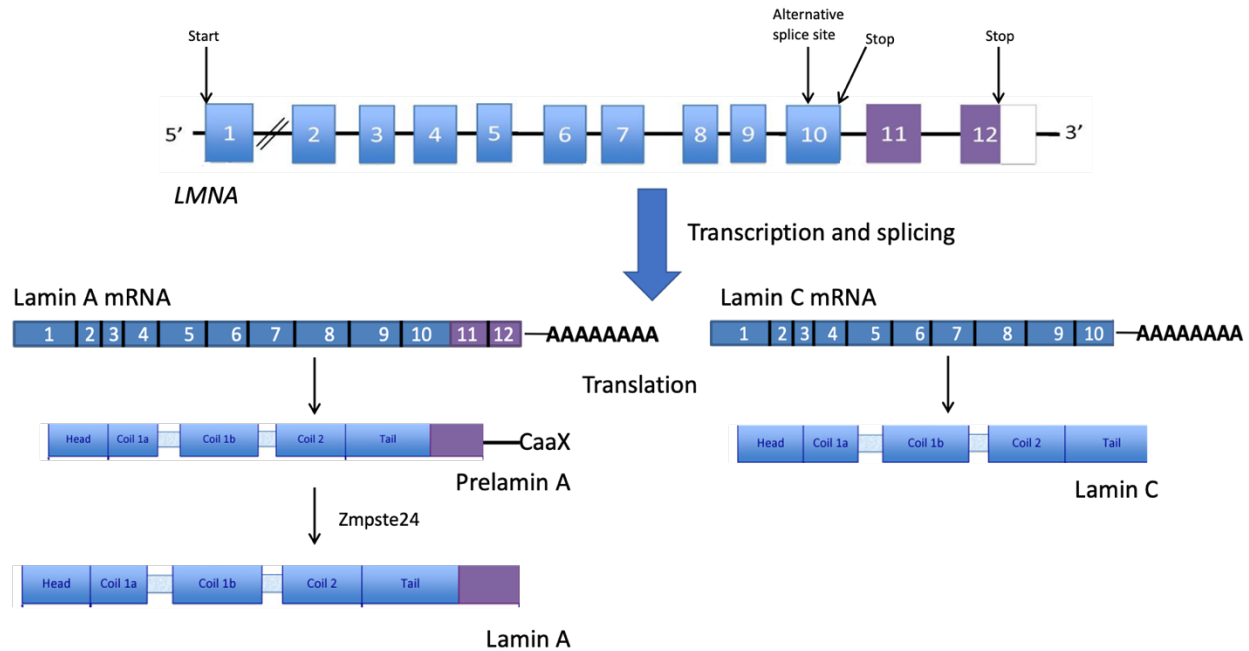 Start
Alternative
splice site
Stop
Stop
5’ 1 2 3 4 5 6 7 8 9 10 11 12 3’
LMNA
Transcription and splicing
Lamin A mRNA
1 2 3 4 5 6 7 8 9 10 11 12 AAAAAAAA
Lamin C mRNA
1 2 3 4 5 6 7 8 9 10 AAAAAAAA
Translation
Head Coil 1a Coil 1b Coil 2 Tail CaaX
Prelamin A
Head Coil 1a Coil 1b Coil 2 Tail
Lamin C
Zmpste24
Head Coil 1a Coil 1b Coil 2 Tail
Lamin A